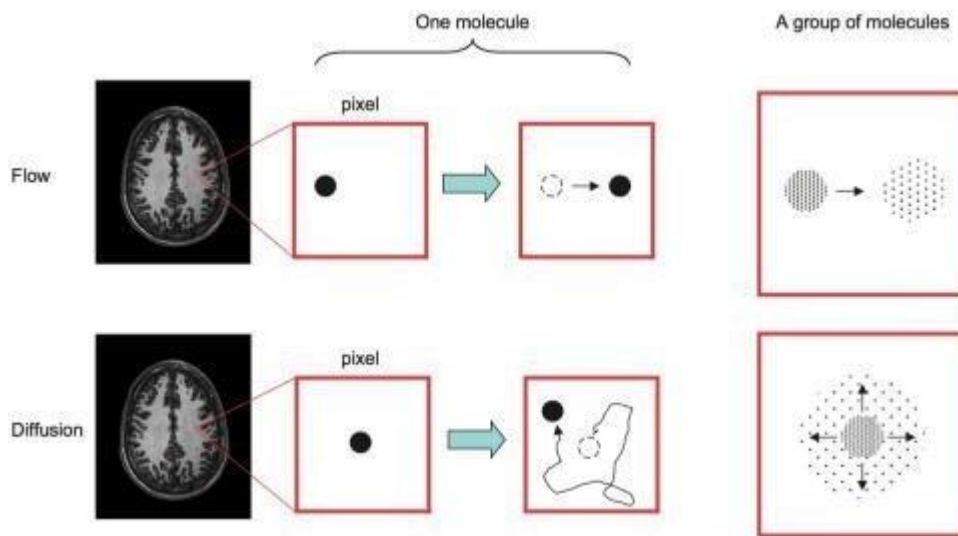 One molecule
A group of molecules
pixel
Flow
pixel
Diffusion